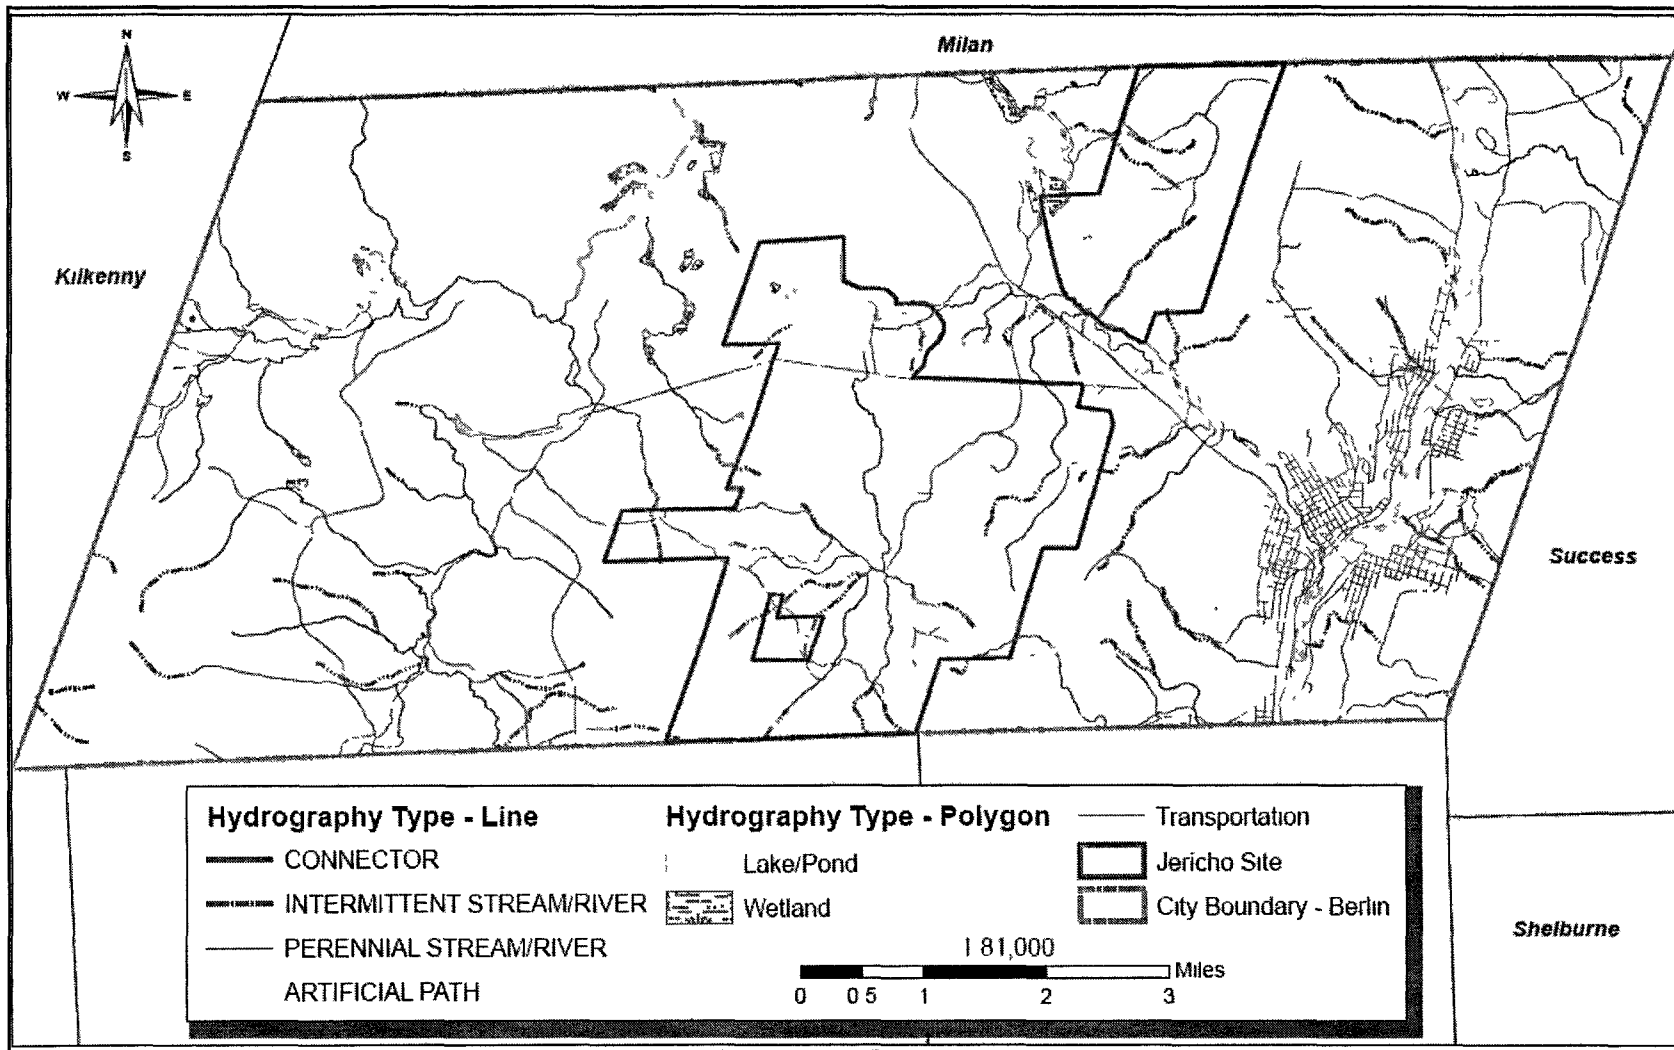 Milan
N
W E
S
Kilkenny
Success
Hydrography Type - Line
CONNECTOR
INTERMITTENT STREAM/RIVER
PERENNIAL STREAM/RIVER
ARTIFICIAL PATH
Hydrography Type - Polygon
Lake/Pond
Wetland
Transportation
Jericho Site
City Boundary - Berlin
1 81,000
Miles
0 0 5 1 2 3
Shelburne